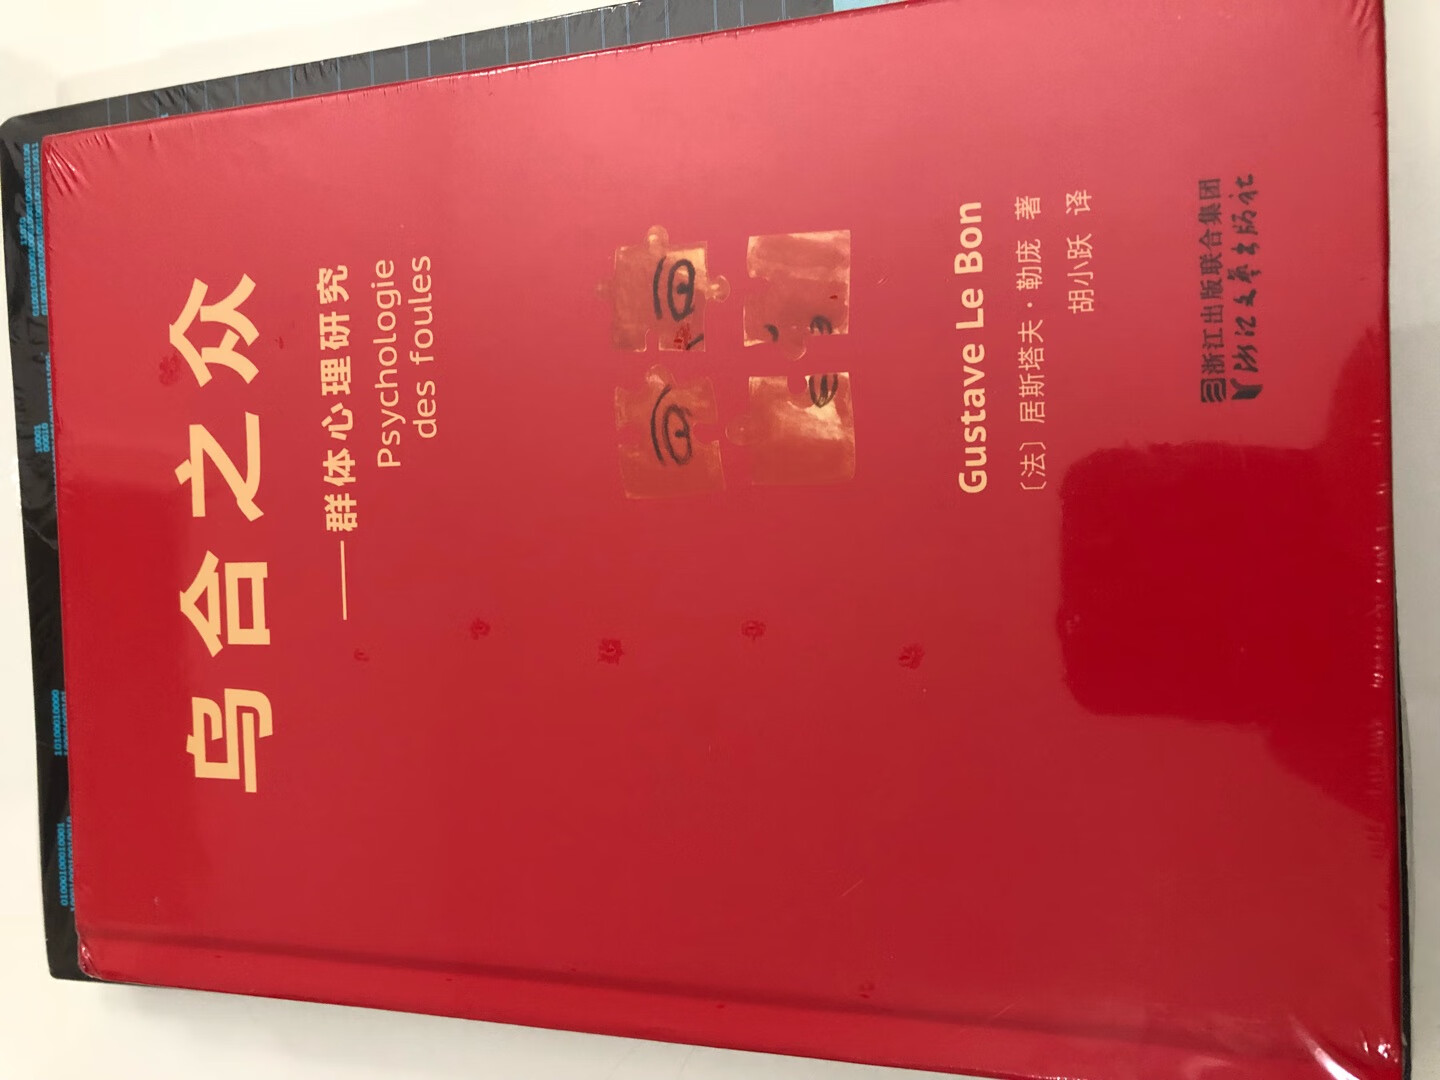 乌合之众
——群体心理研究
Psychologie
des foules
Gustave Le Bon
〔法〕居斯塔夫·勒庞 著
胡小跃 译
浙江出版联合集团
浙江文艺出版社